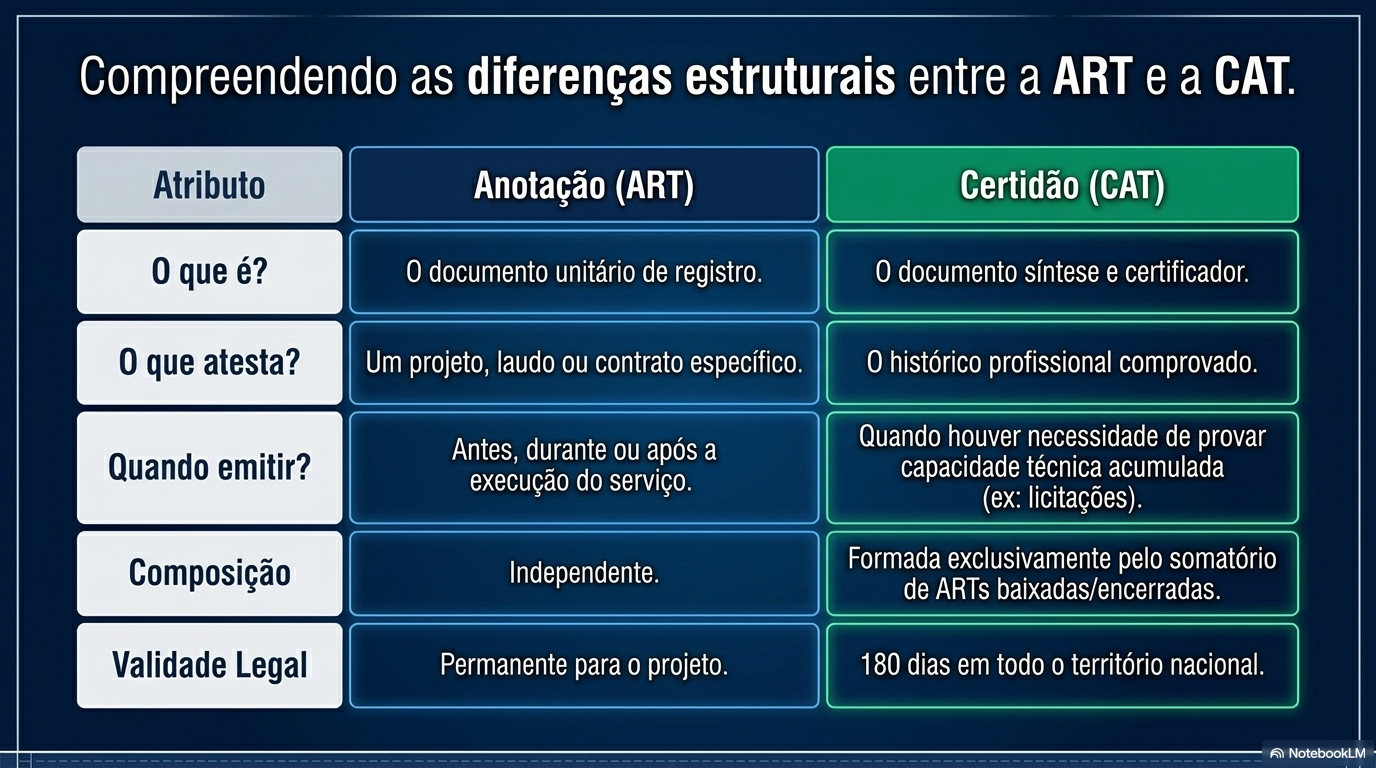 Compreendendo as diferenças estruturais entre a ART e a CAT.
Atributo
Anotação (ART)
Certidão (CAT)
O que é?
O documento unitário de registro.
O documento síntese e certificador.
O que atesta?
Um projeto, laudo ou contrato específico.
O histórico profissional comprovado.
Quando emitir?
Antes, durante ou após a
execução do serviço.
Quando houver necessidade de provar
capacidade técnica acumulada
(ex: licitações).
Composição
Independente.
Formada exclusivamente pelo somatório
de ARTs baixadas/encerradas.
Validade Legal
Permanente para o projeto.
180 dias em todo o território nacional.
NotebookLM